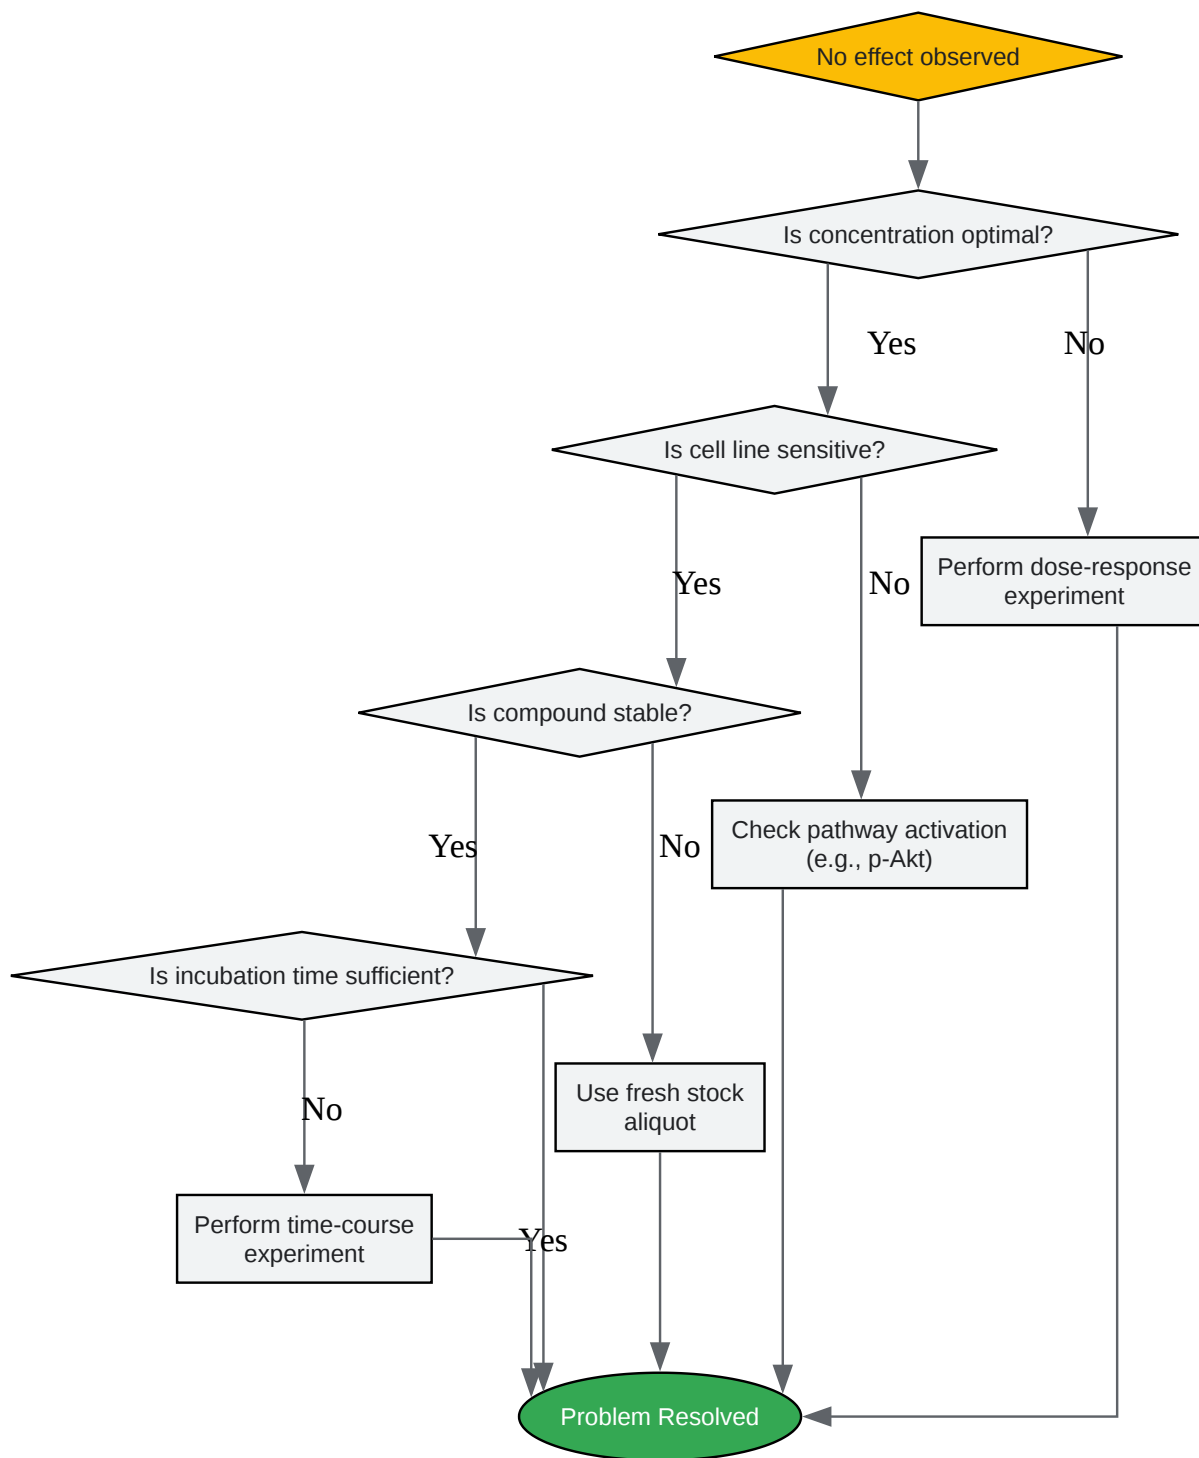 No effect observed
Is concentration optimal?
Yes
No
Is cell line sensitive?
Perform dose-response
experiment
Yes
No
Is compound stable?
Check pathway activation
(e.g., p-Akt)
Yes
No
Is incubation time sufficient?
Use fresh stock
aliquot
No
Perform time-course
experiment
Yes
Problem Resolved